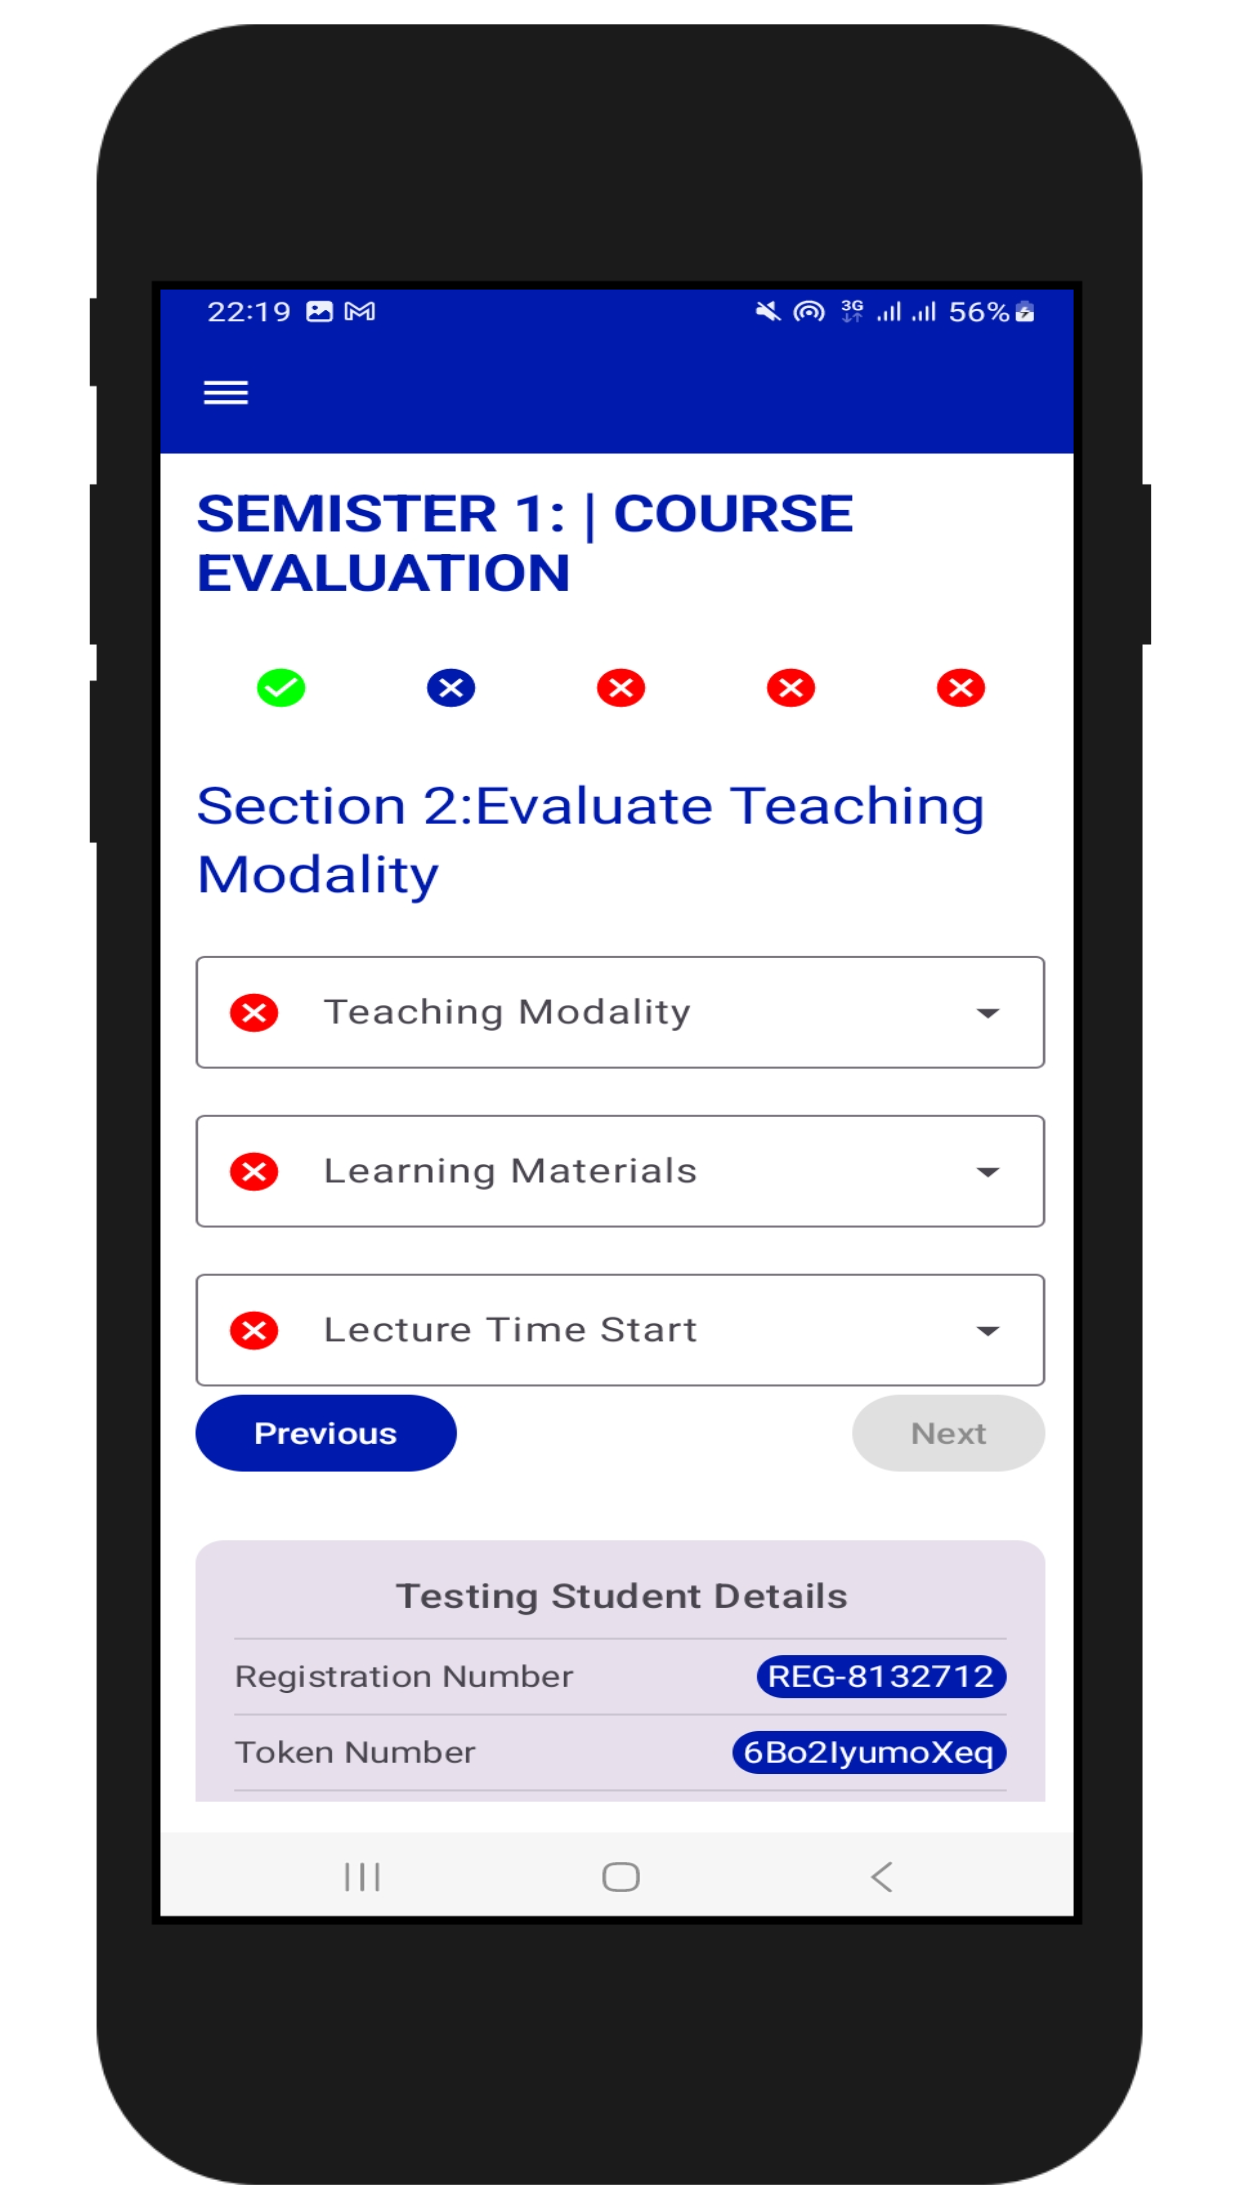 22:19 3G 56%
SEMISTER 1: | COURSE
EVALUATION
Section 2:Evaluate Teaching
Modality
Teaching Modality
Learning Materials
Lecture Time Start
Previous Next
Testing Student Details
Registration Number REG-8132712
Token Number 6Bo2IyumoXeq